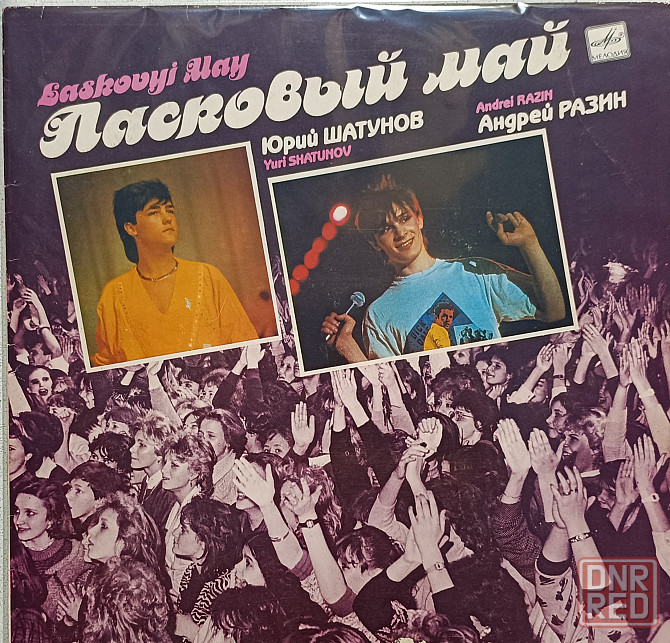 Laskovyi May
Ласковый май
МЕЛОДИЯ
Юрий ШАТУНОВ
Yuri SHATUNOV
Andrei RAZIN
Андрей РАЗИН
DNR
RED